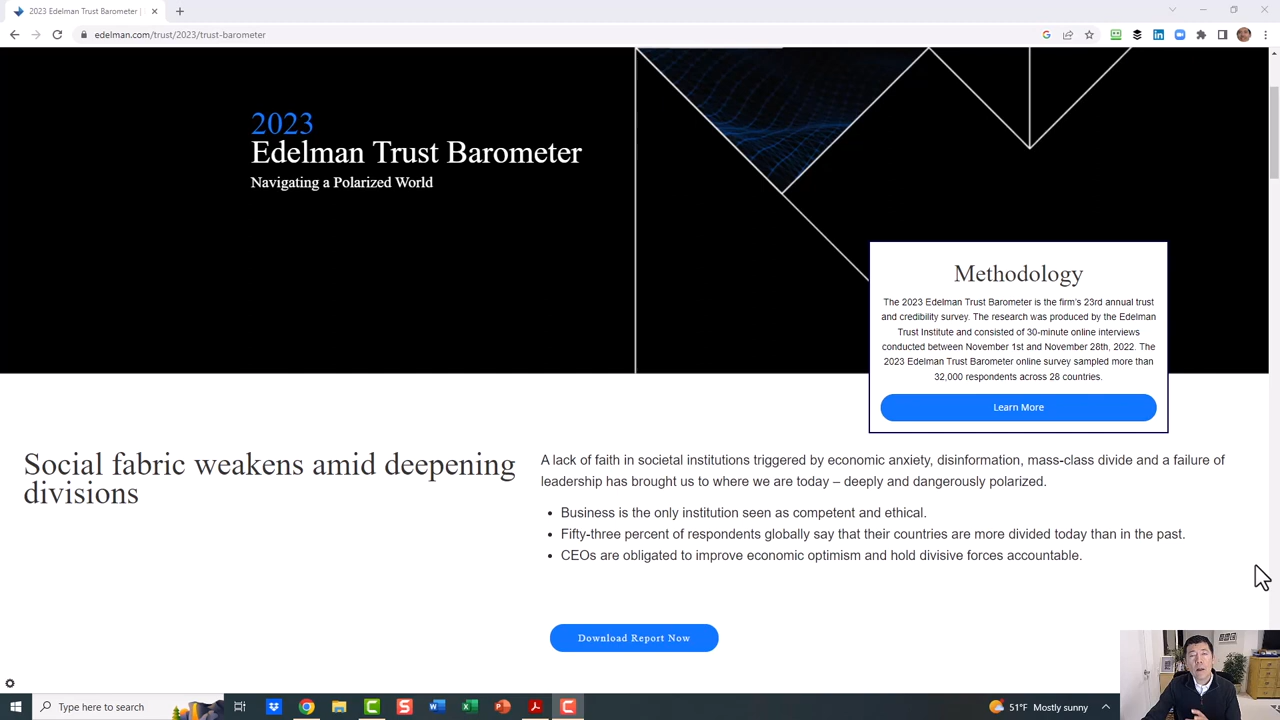 2023 Edelman Trust Barometer |
edelman.com/trust/2023/trust-barometer
2023
Edelman Trust Barometer
Navigating a Polarized World
Methodology
The 2023 Edelman Trust Barometer is the firm's 23rd annual trust
and credibility survey. The research was produced by the Edelman
Trust Institute and consisted of 30-minute online interviews
conducted between November 1st and November 28th, 2022. The
2023 Edelman Trust Barometer online survey sampled more than
32,000 respondents across 28 countries.
Learn More
Social fabric weakens amid deepening
divisions
A lack of faith in societal institutions triggered by economic anxiety, disinformation, mass-class divide and a failure of
leadership has brought us to where we are today – deeply and dangerously polarized.
• Business is the only institution seen as competent and ethical.
• Fifty-three percent of respondents globally say that their countries are more divided today than in the past.
• CEOs are obligated to improve economic optimism and hold divisive forces accountable.
Download Report Now
Type here to search
51°F Mostly sunny